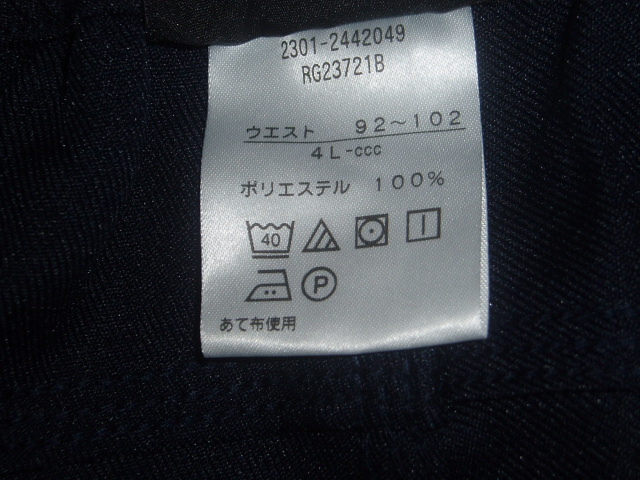 2301-2442049
RG23721B
ウエスト 92～102
4L-ccc
ポリエステル 100%
40
P
あて布使用